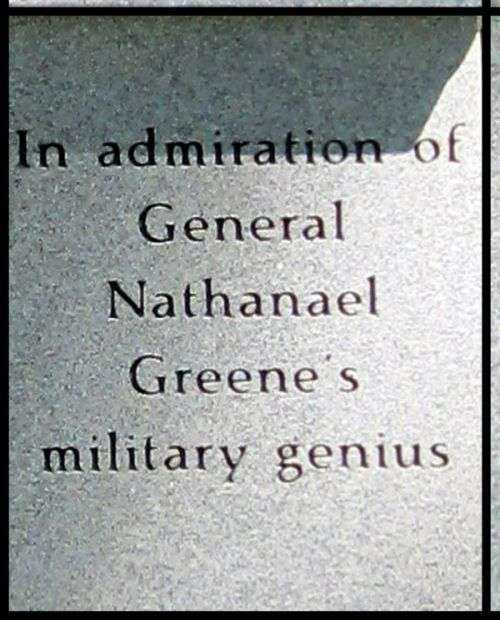 In admiration of
General
Nathanael
Greene's
military genius